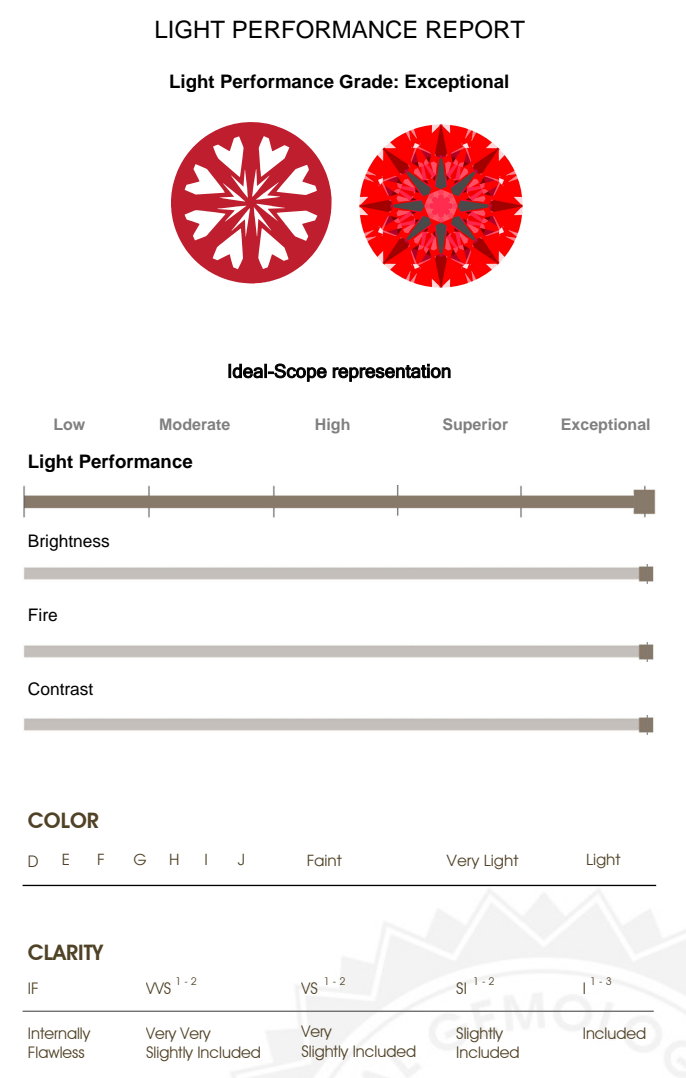 LIGHT PERFORMANCE REPORT
Light Performance Grade: Exceptional
Ideal-Scope representation
Low Moderate High Superior Exceptional
Light Performance
Brightness
Fire
Contrast
COLOR
D E F G H I J Faint Very Light Light
CLARITY
IF VVS 1 - 2 VS 1 - 2 SI 1 - 2 I 1 - 3
Internally Very Very Very Slightly Included
Flawless Slightly Included Slightly Included Included
GEMOLO